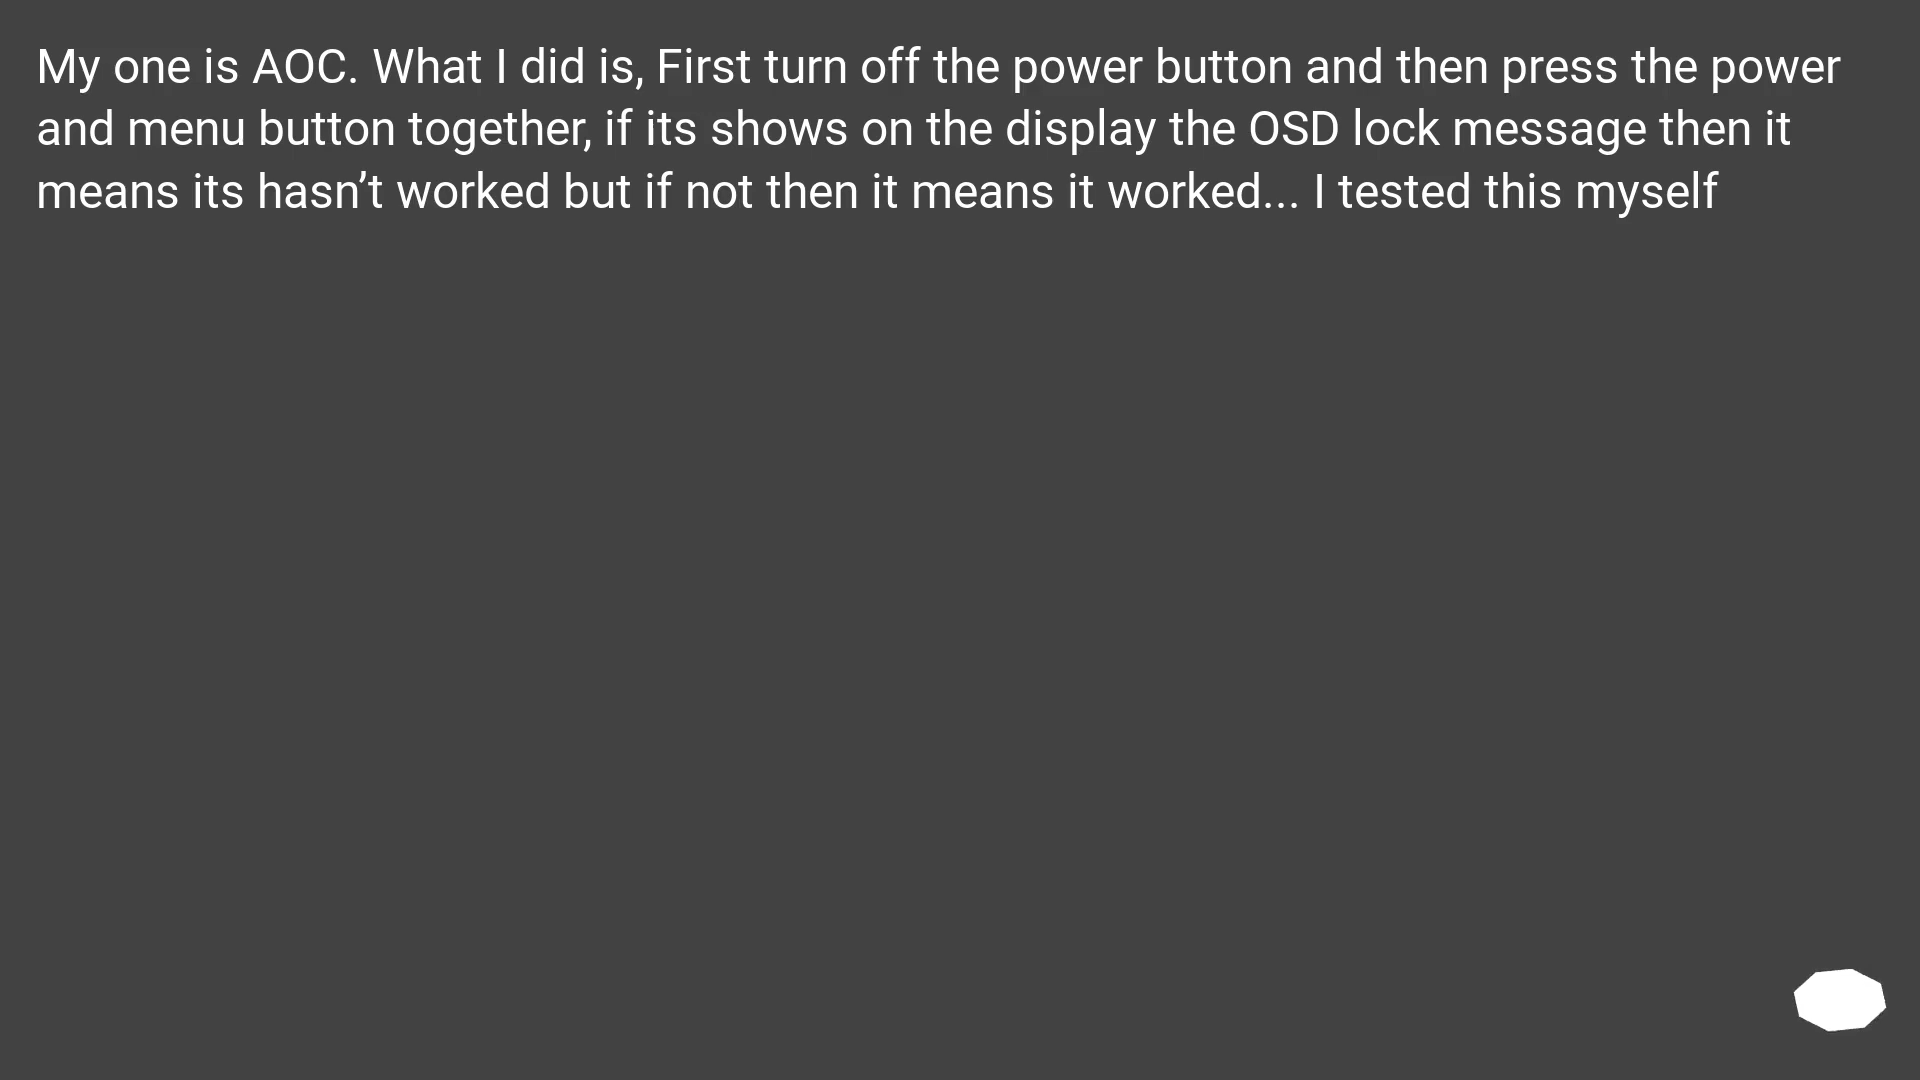 My one is AOC. What I did is, First turn off the power button and then press the power
and menu button together, if its shows on the display the OSD lock message then it
means its hasn’t worked but if not then it means it worked... I tested this myself